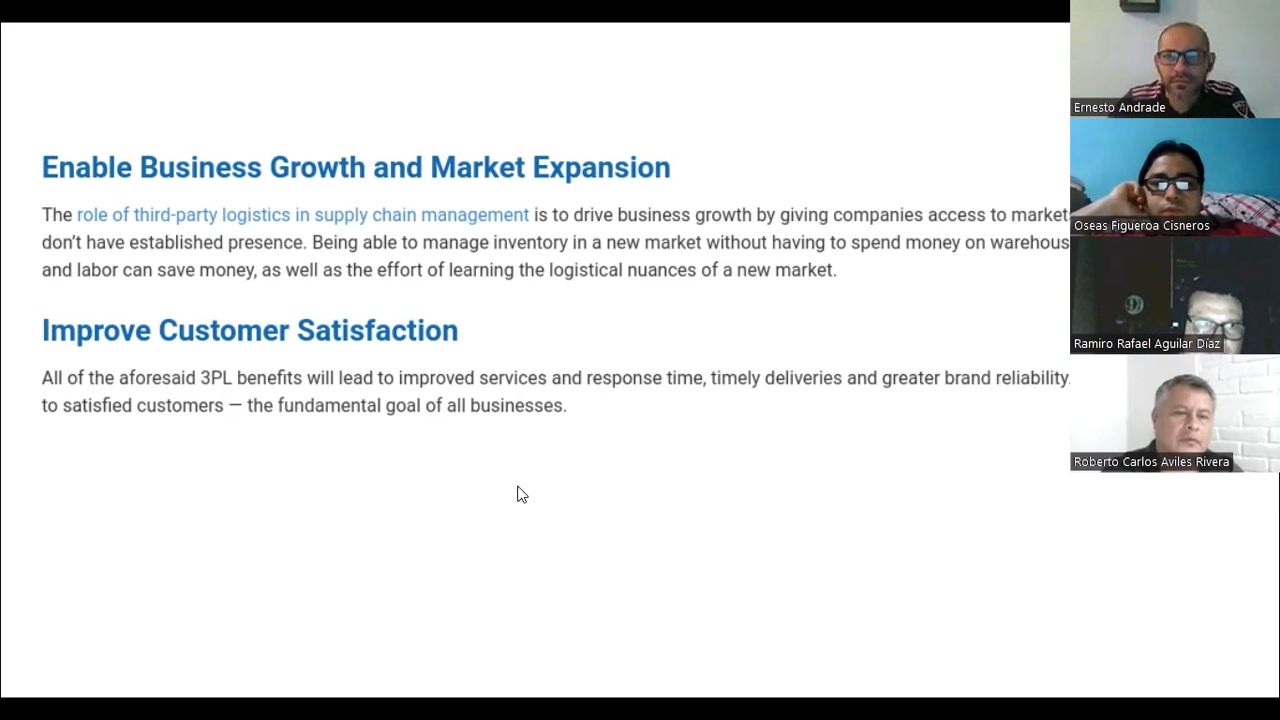 Enable Business Growth and Market Expansion
The role of third-party logistics in supply chain management is to drive business growth by giving companies access to market
don’t have established presence. Being able to manage inventory in a new market without having to spend money on warehous
and labor can save money, as well as the effort of learning the logistical nuances of a new market.
Improve Customer Satisfaction
All of the aforesaid 3PL benefits will lead to improved services and response time, timely deliveries and greater brand reliability.
to satisfied customers — the fundamental goal of all businesses.
Ernesto Andrade
Oseas Figueroa Cisneros
Ramiro Rafael Aguilar Díaz
Roberto Carlos Aviles Rivera